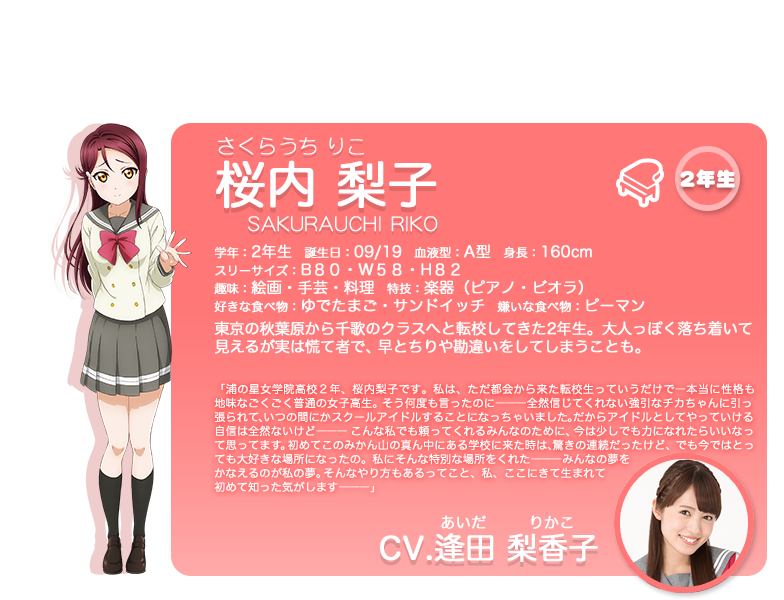 さくらうち りこ
桜内 梨子
SAKURAUCHI RIKO
2年生
学年：2年生　誕生日：09/19　血液型：A型　身長：160cm
スリーサイズ：B８０・W５８・H８２
趣味：絵画・手芸・料理　特技：楽器（ピアノ・ビオラ）
好きな食べ物：ゆでたまご・サンドイッチ　嫌いな食べ物：ピーマン
東京の秋葉原から千歌のクラスへと転校してきた2年生。大人っぽく落ち着いて
見えるが実は慌て者で、早とちりや勘違いをしてしまうことも。
「浦の星女学院高校２年、桜内梨子です。私は、ただ都会から来た転校生っていうだけで―本当に性格も
地味なごくごく普通の女子高生。そう何度も言ったのに―――全然信じてくれない強引なチカちゃんに引っ
張られて、いつの間にかスクールアイドルすることになっちゃいました。だからアイドルとしてやっていける
自信は全然ないけど――― こんな私でも頼ってくれるみんなのために、今は少しでも力になれたらいいなっ
て思ってます。初めてこのみかん山の真ん中にある学校に来た時は、驚きの連続だったけど、でも今ではとっ
ても大好きな場所になったの。私にそんな特別な場所をくれた―――みんなの夢を
かなえるのが私の夢。そんなやり方もあるってこと、私、ここにきて生まれて
初めて知った気がします―――」
あいだ　りかこ
CV.逢田 梨香子